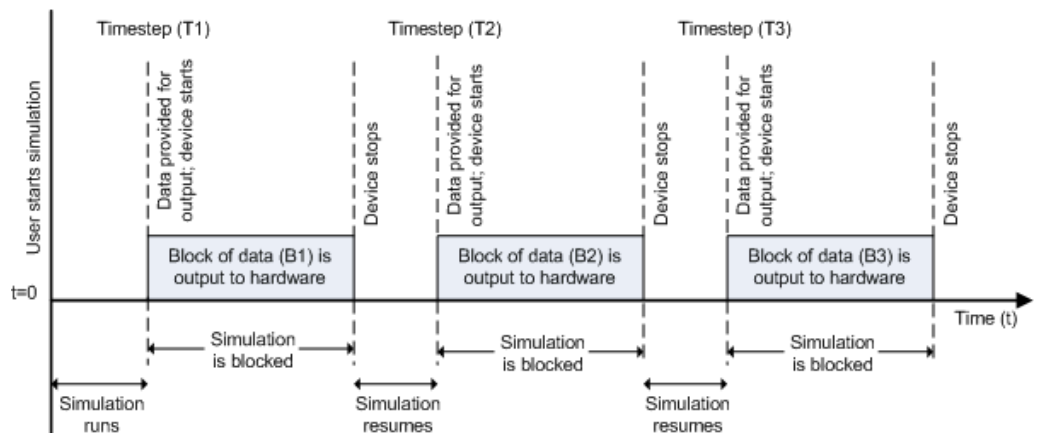 Timestep (T1)
Timestep (T2)
Timestep (T3)
User starts simulation
Data provided for
output; device starts
Device stops
Data provided for
output; device starts
Device stops
Data provided for
output; device starts
Device stops
Block of data (B1) is
output to hardware
Block of data (B2) is
output to hardware
Block of data (B3) is
output to hardware
t=0
Time (t)
Simulation
is blocked
Simulation
is blocked
Simulation
is blocked
Simulation
runs
Simulation
resumes
Simulation
resumes